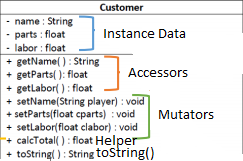 Customer
- name : String
- parts : float
- labor : float
Instance Data
+ getName( ) : String
+ getParts( ) : float
+ getLabor( ) : float
Accessors
+ setName(String player) : void
+ setParts(float cparts) : void
+ setLabor(float clabor) : void
Mutators
+ calcTotal( ) : float Helper
+ toString( ) : String toString()